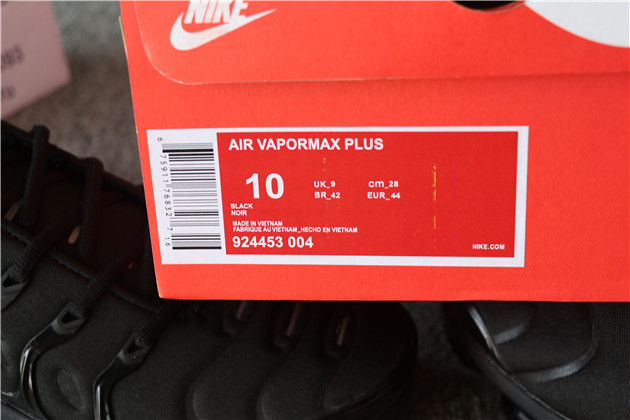 NIKE
AIR VAPORMAX PLUS
10
UK_9 cm_28
BR_42 EUR_44
BLACK
NOIR
MADE IN VIETNAM
FABRIQUE AU VIETNAM_HECHO EN VIETNAM
924453 004
NIKE.COM